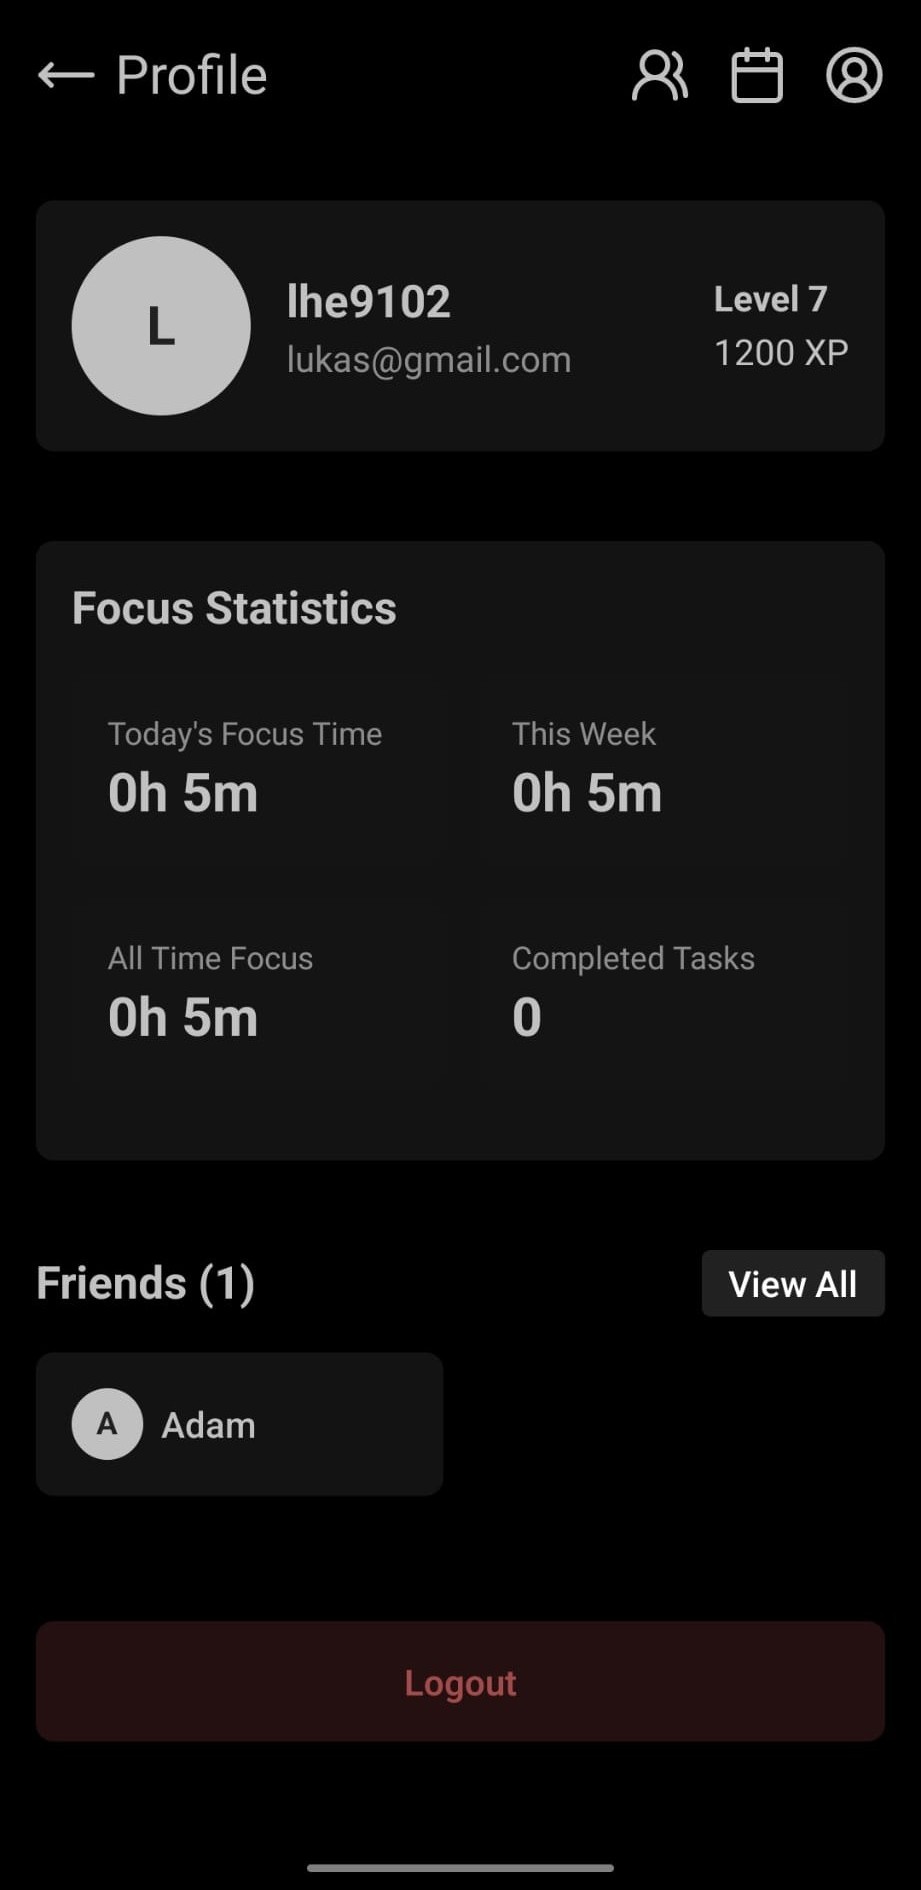 Profile
L
lhe9102
lukas@gmail.com
Level 7
1200 XP
Focus Statistics
Today's Focus Time
0h 5m
This Week
0h 5m
All Time Focus
0h 5m
Completed Tasks
0
Friends (1)
View All
A
Adam
Logout